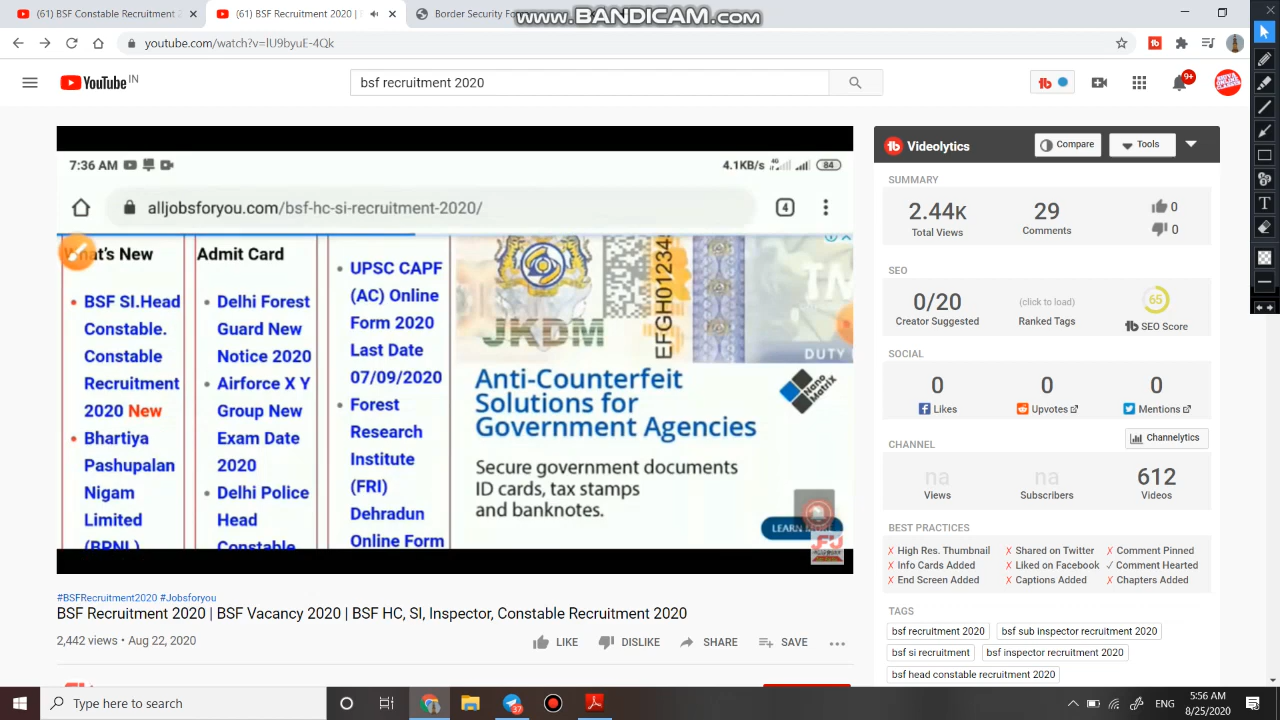 (61) BSF Constable Recruitment 2
(61) BSF Recruitment 2020 |
Border Security Fo
www.BANDICAM.com
youtube.com/watch?v=lU9byuE-4Qk
YouTube IN
bsf recruitment 2020
9+
7:36 AM
4.1KB/s
84
alljobsforyou.com/bsf-hc-si-recruitment-2020/
4
What's New
BSF SI.Head
Constable.
Constable
Recruitment
2020 New
Bhartiya
Pashupalan
Nigam
Limited
(BPNL)
Admit Card
Delhi Forest
Guard New
Notice 2020
Airforce X Y
Group New
Exam Date
2020
Delhi Police
Head
Constable
UPSC CAPF
(AC) Online
Form 2020
Last Date
07/09/2020
Forest
Research
Institute
(FRI)
Dehradun
Online Form
JKDM
EFGH01234
DUTY
Anti-Counterfeit
Solutions for
Government Agencies
Nano
Matrix
Secure government documents
ID cards, tax stamps
and banknotes.
LEARN
#BSFRecruitment2020 #Jobsforyou
BSF Recruitment 2020 | BSF Vacancy 2020 | BSF HC, SI, Inspector, Constable Recruitment 2020
2,442 views • Aug 22, 2020
LIKE
DISLIKE
SHARE
SAVE
Videolytics
Compare
Tools
SUMMARY
2.44K
Total Views
29
Comments
0
0
SEO
0/20
Creator Suggested
(click to load)
Ranked Tags
65
SEO Score
SOCIAL
0
Likes
0
Upvotes
0
Mentions
CHANNEL
Channelytics
na
Views
na
Subscribers
612
Videos
BEST PRACTICES
✗ High Res. Thumbnail
✗ Shared on Twitter
✗ Comment Pinned
✗ Info Cards Added
✗ Liked on Facebook
✓ Comment Hearted
✗ End Screen Added
✗ Captions Added
✗ Chapters Added
TAGS
bsf recruitment 2020
bsf sub inspector recruitment 2020
bsf si recruitment
bsf inspector recruitment 2020
bsf head constable recruitment 2020
Type here to search
37
ENG
5:56 AM
8/25/2020